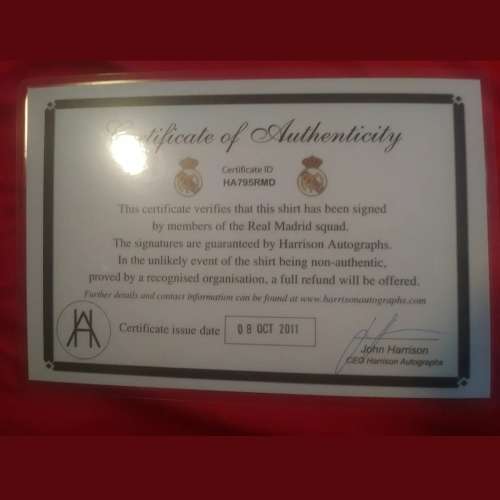 Certificate of Authenticity
Certificate ID
HA795RMD
This certificate verifies that this shirt has been signed
by members of the Real Madrid squad.
The signatures are guaranteed by Harrison Autographs.
In the unlikely event of the shirt being non-authentic,
proved by a recognised organisation, a full refund will be offered.
Further details and contact information can be found at www.harrisonautographs.com
HA
Certificate issue date 08 OCT 2011
John Harrison
CEO Harrison Autographs